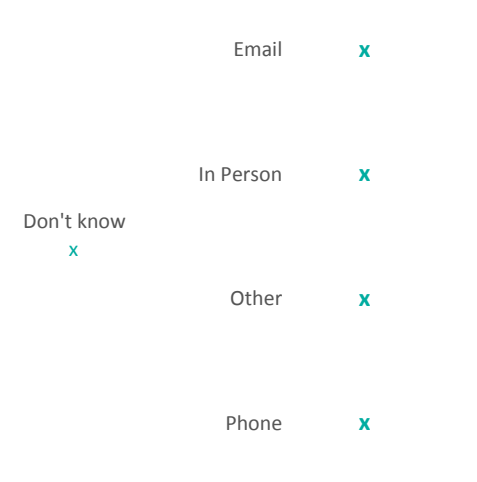 Email x
In Person x
Don't know
x
Other x
Phone x